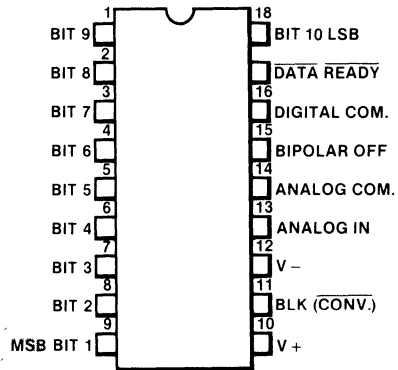 1 18
BIT 9 BIT 10 LSB
2
BIT 8 DATA READY
3 16
BIT 7 DIGITAL COM.
4 15
BIT 6 BIPOLAR OFF
5 14
BIT 5 ANALOG COM.
6 13
BIT 4 ANALOG IN
7 12
BIT 3 V-
8 11
BIT 2 BLK (CONV.)
9 10
MSB BIT 1 V+